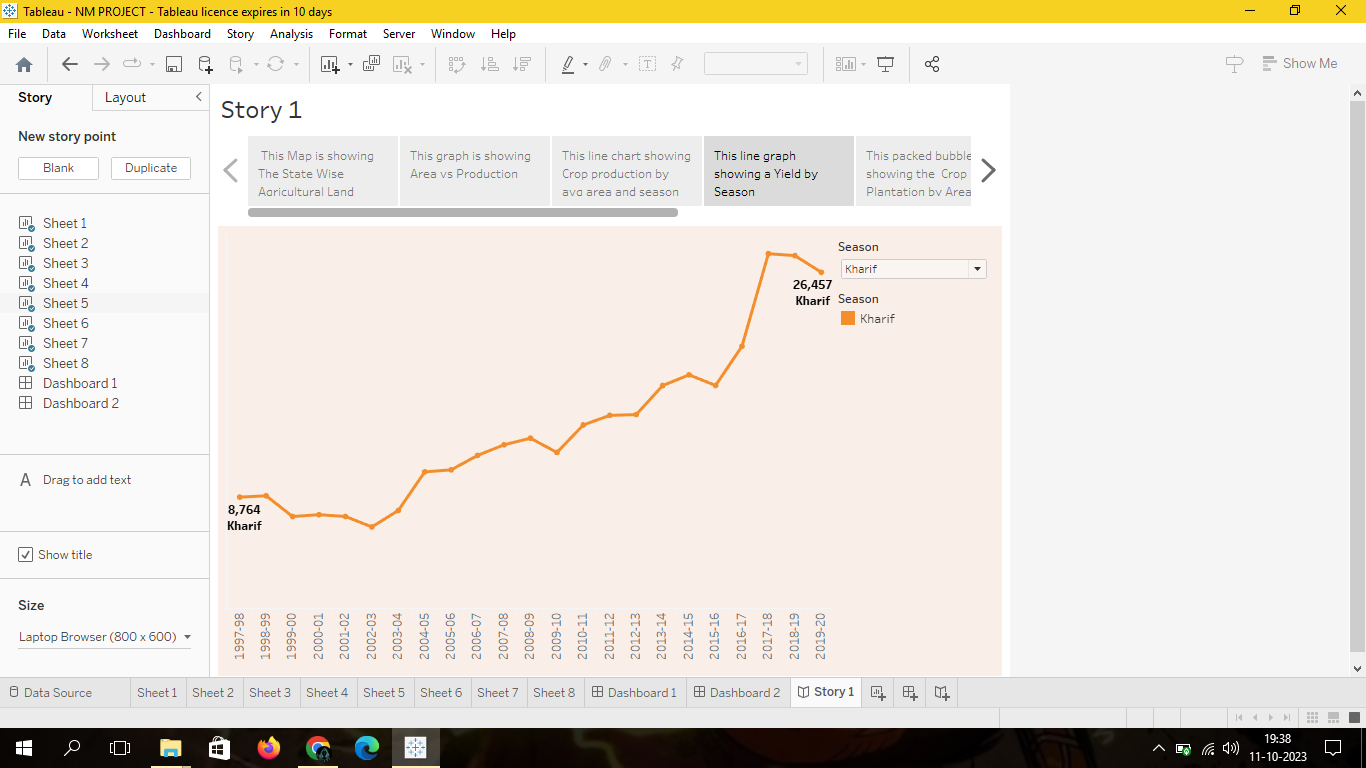 Tableau - NM PROJECT - Tableau licence expires in 10 days
File Data Worksheet Dashboard Story Analysis Format Server Window Help
Show Me
Story Layout
New story point
Blank Duplicate
Sheet 1
Sheet 2
Sheet 3
Sheet 4
Sheet 5
Sheet 6
Sheet 7
Sheet 8
Dashboard 1
Dashboard 2
A Drag to add text
Show title
Size
Laptop Browser (800 x 600)
Story 1
This Map is showing
The State Wise
Agricultural Land
This graph is showing
Area vs Production
This line chart showing
Crop production by
avg area and season
This line graph
showing a Yield by
Season
This packed bubble
showing the Crop
Plantation by Area
Season
Kharif
Season
Kharif
26,457
Kharif
8,764
Kharif
1997-98
1998-99
1999-00
2000-01
2001-02
2002-03
2003-04
2004-05
2005-06
2006-07
2007-08
2008-09
2009-10
2010-11
2011-12
2012-13
2013-14
2014-15
2015-16
2016-17
2017-18
2018-19
2019-20
Data Source Sheet 1 Sheet 2 Sheet 3 Sheet 4 Sheet 5 Sheet 6 Sheet 7 Sheet 8 Dashboard 1 Dashboard 2 Story 1
19:38
11-10-2023